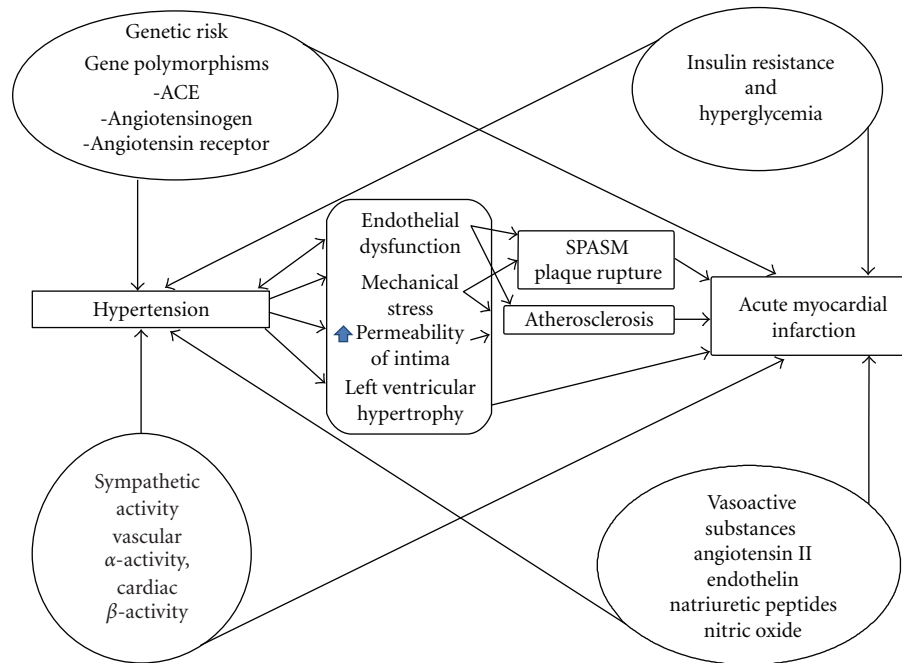 Genetic risk
Gene polymorphisms
-ACE
-Angiotensinogen
-Angiotensin receptor
Insulin resistance
and
hyperglycemia
Hypertension
Endothelial
dysfunction
Mechanical
stress
Permeability
of intima
Left ventricular
hypertrophy
SPASM
plaque rupture
Atherosclerosis
Acute myocardial
infarction
Sympathetic
activity
vascular
α-activity,
cardiac
β-activity
Vasoactive
substances
angiotensin II
endothelin
natriuretic peptides
nitric oxide